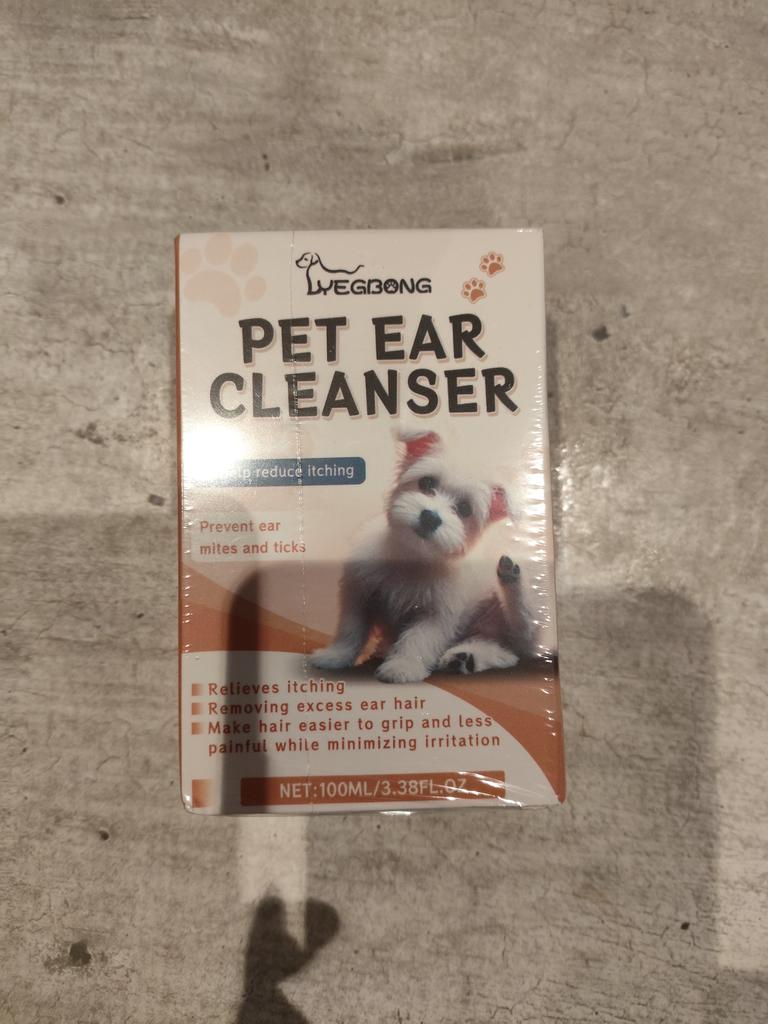 YEGBONG
PET EAR
CLEANSER
reduce itching
Prevent ear
mites and ticks
Relieves itching
Removing excess ear hair
Make hair easier to grip and less
painful while minimizing irritation
NET:100ML/3.38FL.OZ